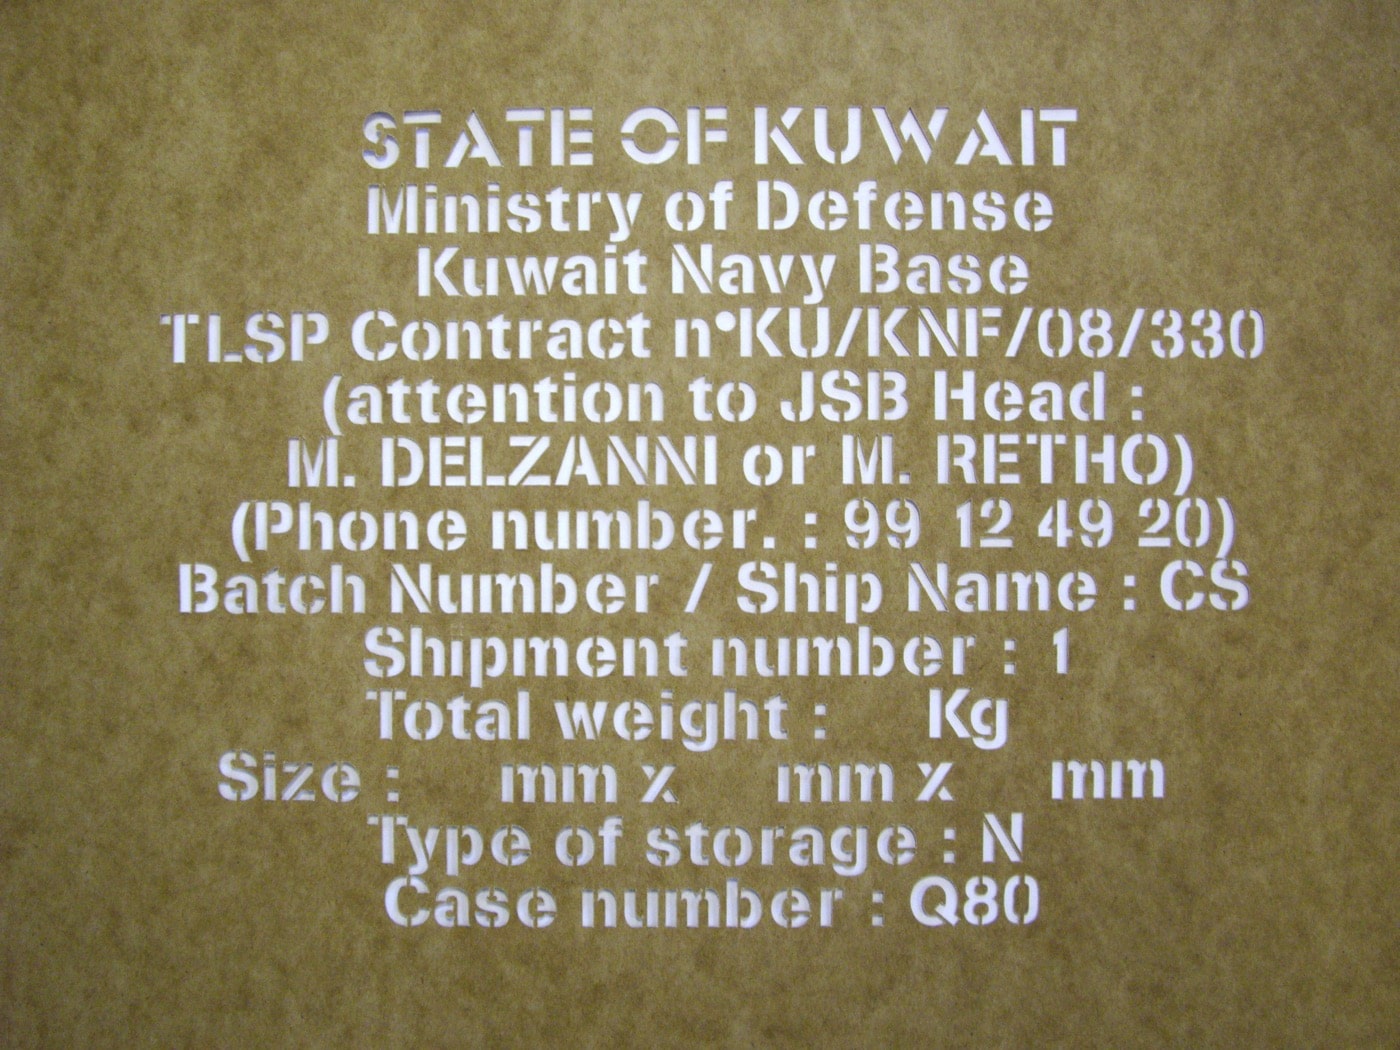 STATE OF KUWAIT
Ministry of Defense
Kuwait Navy Base
TLSP Contract n°KU/KNF/08/330
(attention to JSB Head :
M. DELZANNI or M. RETHO)
(Phone number. : 99 12 49 20)
Batch Number / Ship Name : CS
Shipment number : 1
Total weight : Kg
Size : mm x mm x mm
Type of storage : N
Case number : Q80